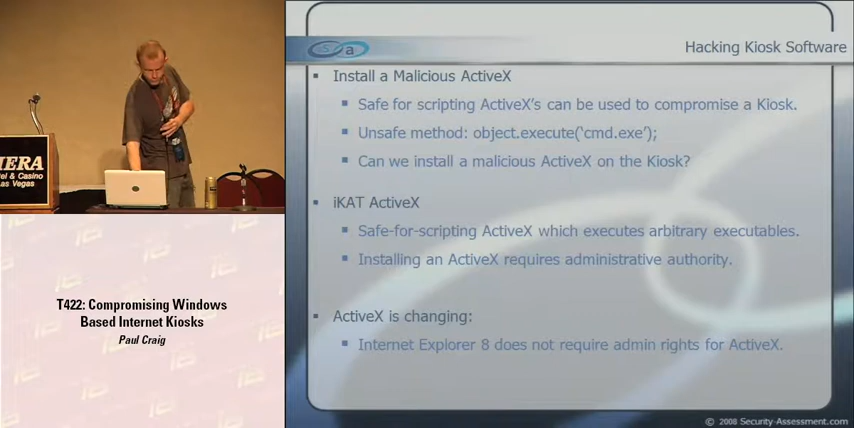 Hacking Kiosk Software
Install a Malicious ActiveX
Safe for scripting ActiveX's can be used to compromise a Kiosk.
Unsafe method: object.execute('cmd.exe');
Can we install a malicious ActiveX on the Kiosk?
iKAT ActiveX
Safe-for-scripting ActiveX which executes arbitrary executables.
Installing an ActiveX requires administrative authority.
ActiveX is changing:
Internet Explorer 8 does not require admin rights for ActiveX.
© 2008 Security-Assessment.com
IERA
el & Casino
as Vegas
T422: Compromising Windows
Based Internet Kiosks
Paul Craig